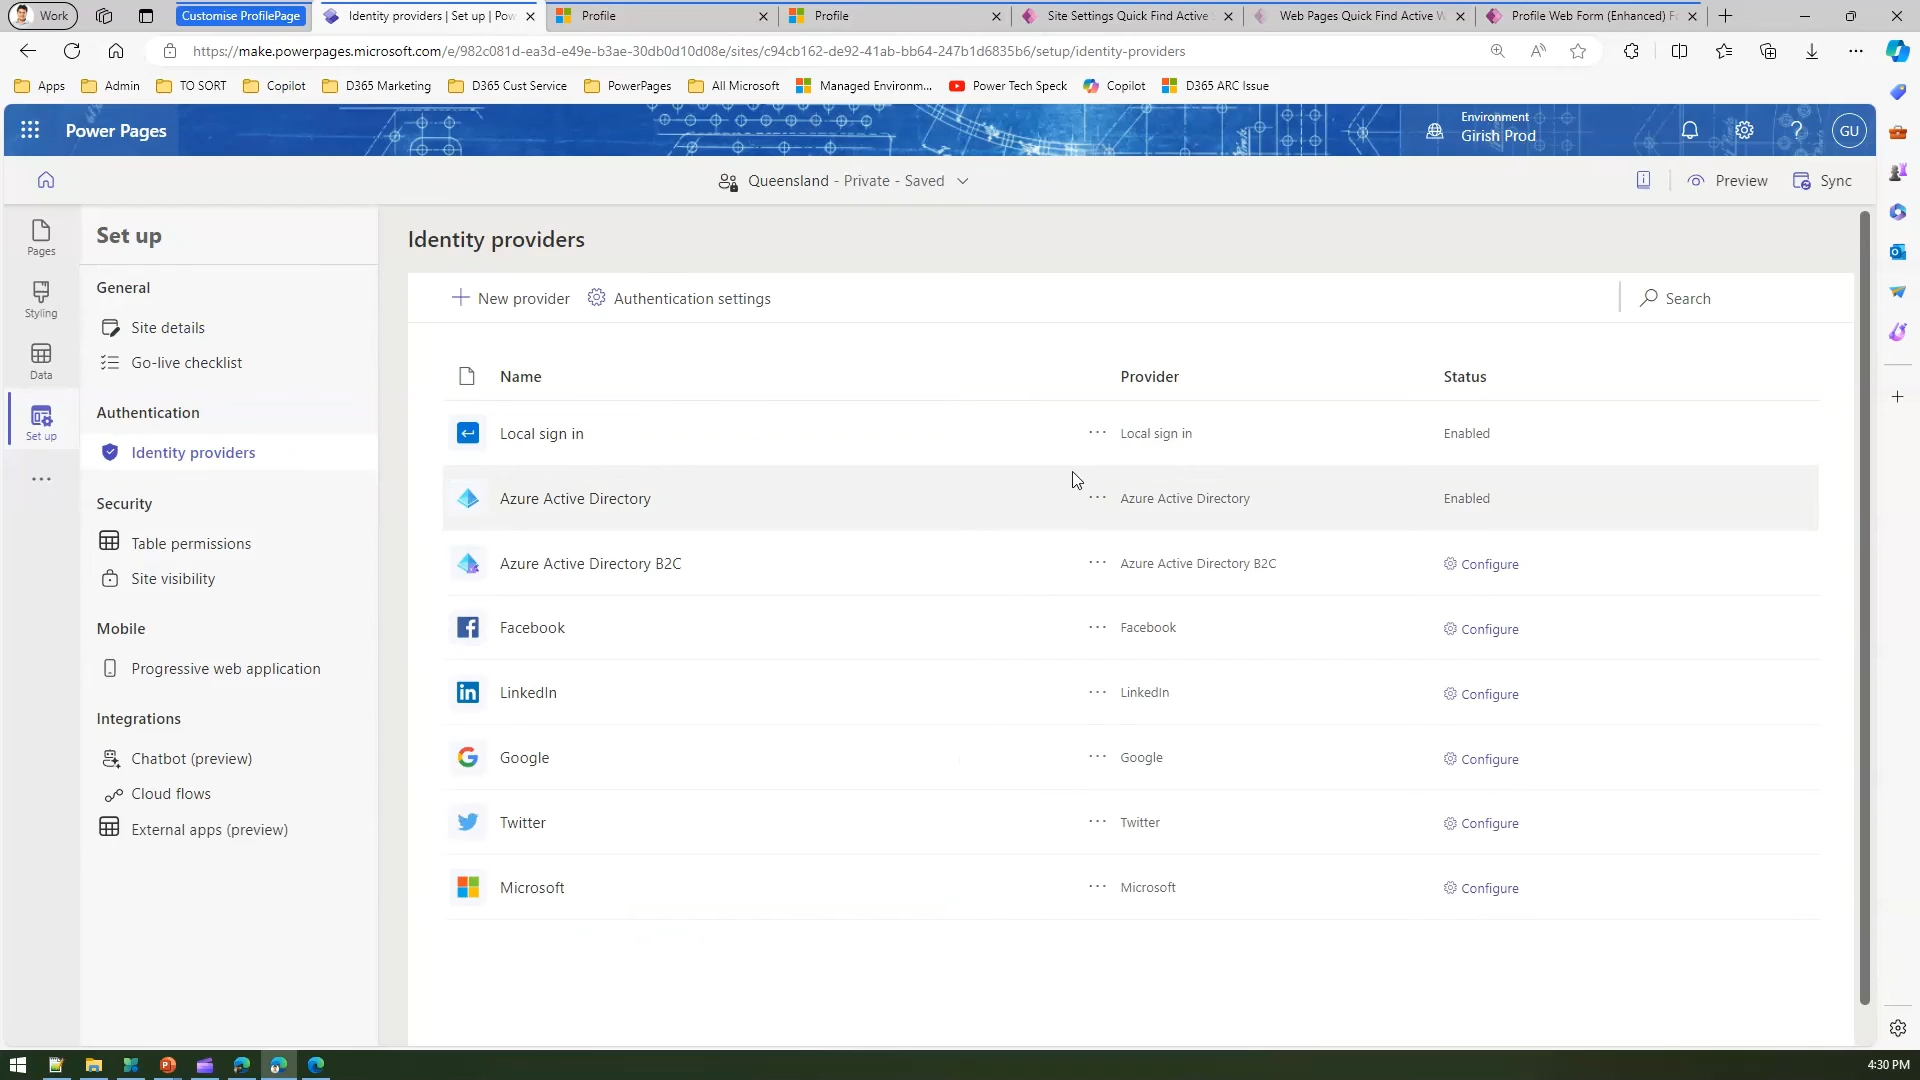 Work
Customise ProfilePage
Identity providers | Set up | Pow
Profile
Profile
Site Settings Quick Find Active S
Web Pages Quick Find Active W
Profile Web Form (Enhanced) Fo
https://make.powerpages.microsoft.com/e/982c081d-ea3d-e49e-b3ae-30db0d10d08e/sites/c94cb162-de92-41ab-bb64-247b1d6835b6/setup/identity-providers
Apps
Admin
TO SORT
Copilot
D365 Marketing
D365 Cust Service
PowerPages
All Microsoft
Managed Environm...
Power Tech Speck
Copilot
D365 ARC Issue
Power Pages
Environment
Girish Prod
GU
Queensland - Private - Saved
Preview
Sync
Pages
Styling
Data
Set up
Set up
General
Site details
Go-live checklist
Authentication
Identity providers
Security
Table permissions
Site visibility
Mobile
Progressive web application
Integrations
Chatbot (preview)
Cloud flows
External apps (preview)
Identity providers
New provider
Authentication settings
Search
Name Provider Status
Local sign in Local sign in Enabled
Azure Active Directory Azure Active Directory Enabled
Azure Active Directory B2C Azure Active Directory B2C Configure
Facebook Facebook Configure
LinkedIn LinkedIn Configure
Google Google Configure
Twitter Twitter Configure
Microsoft Microsoft Configure
4:30 PM